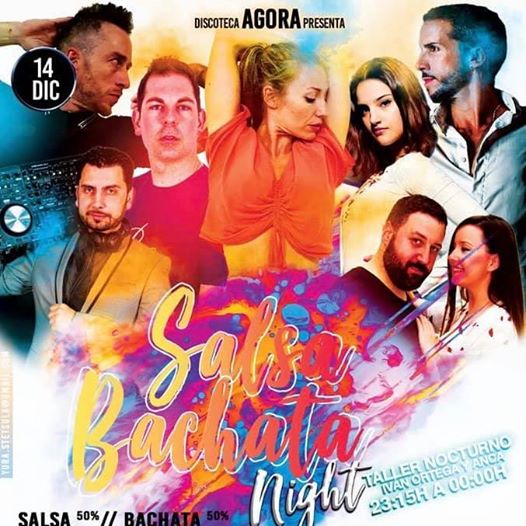 DISCOTECA AGORA PRESENTA
14
DIC
Salsa
Bachata
Night
TALLER NOCTURNO
IVAN ORTEGA Y ANCA
23:15H A 00:00H
SALSA 50% // BACHATA 50%